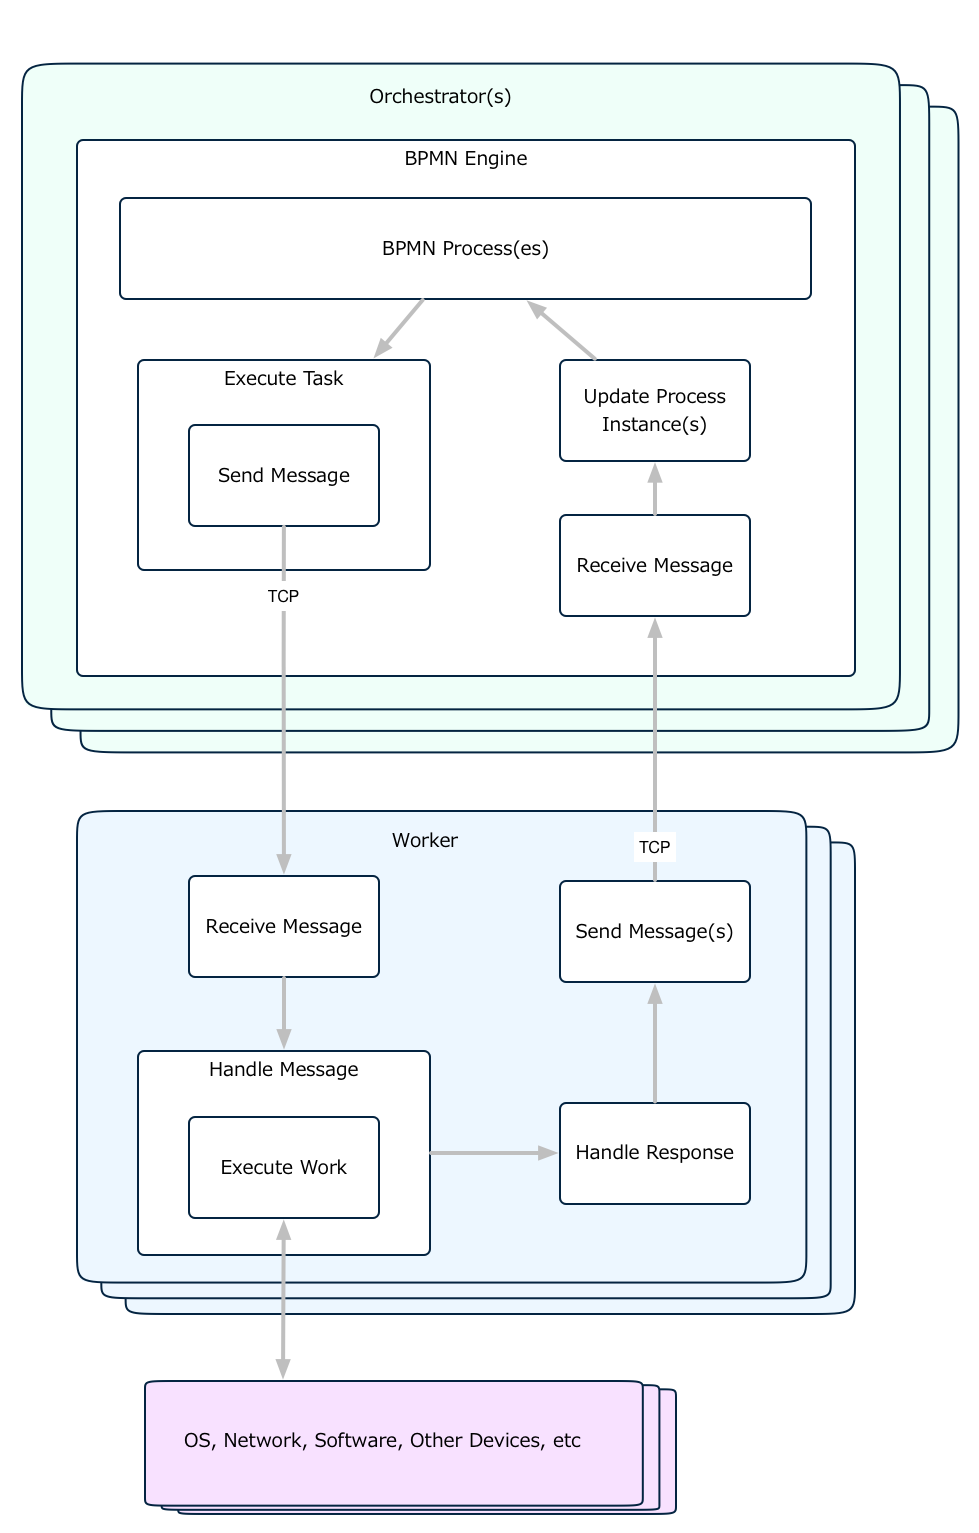 Orchestrator(s)
BPMN Engine
BPMN Process(es)
Execute Task
Send Message
TCP
Update Process
Instance(s)
Receive Message
Worker
TCP
Receive Message
Send Message(s)
Handle Message
Execute Work
Handle Response
OS, Network, Software, Other Devices, etc